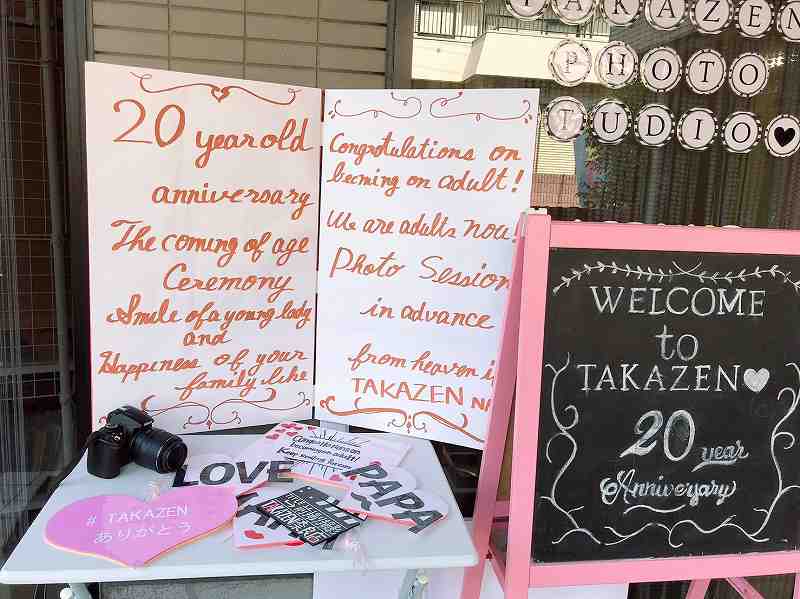 TAKAZEN
PHOTO
TUDIO♥
20 year old
anniversary
The coming of age
Ceremony
Smile of a young lady
and
Happiness of your
family like
Congratulations on
becming on adult!
We are adults now!
Photo Session
in advance
from heaven i
TAKAZEN Ni
WELCOME
to
TAKAZEN♥
20 year
Anniversary
LOVE
PAPA
# TAKAZEN
ありがとう